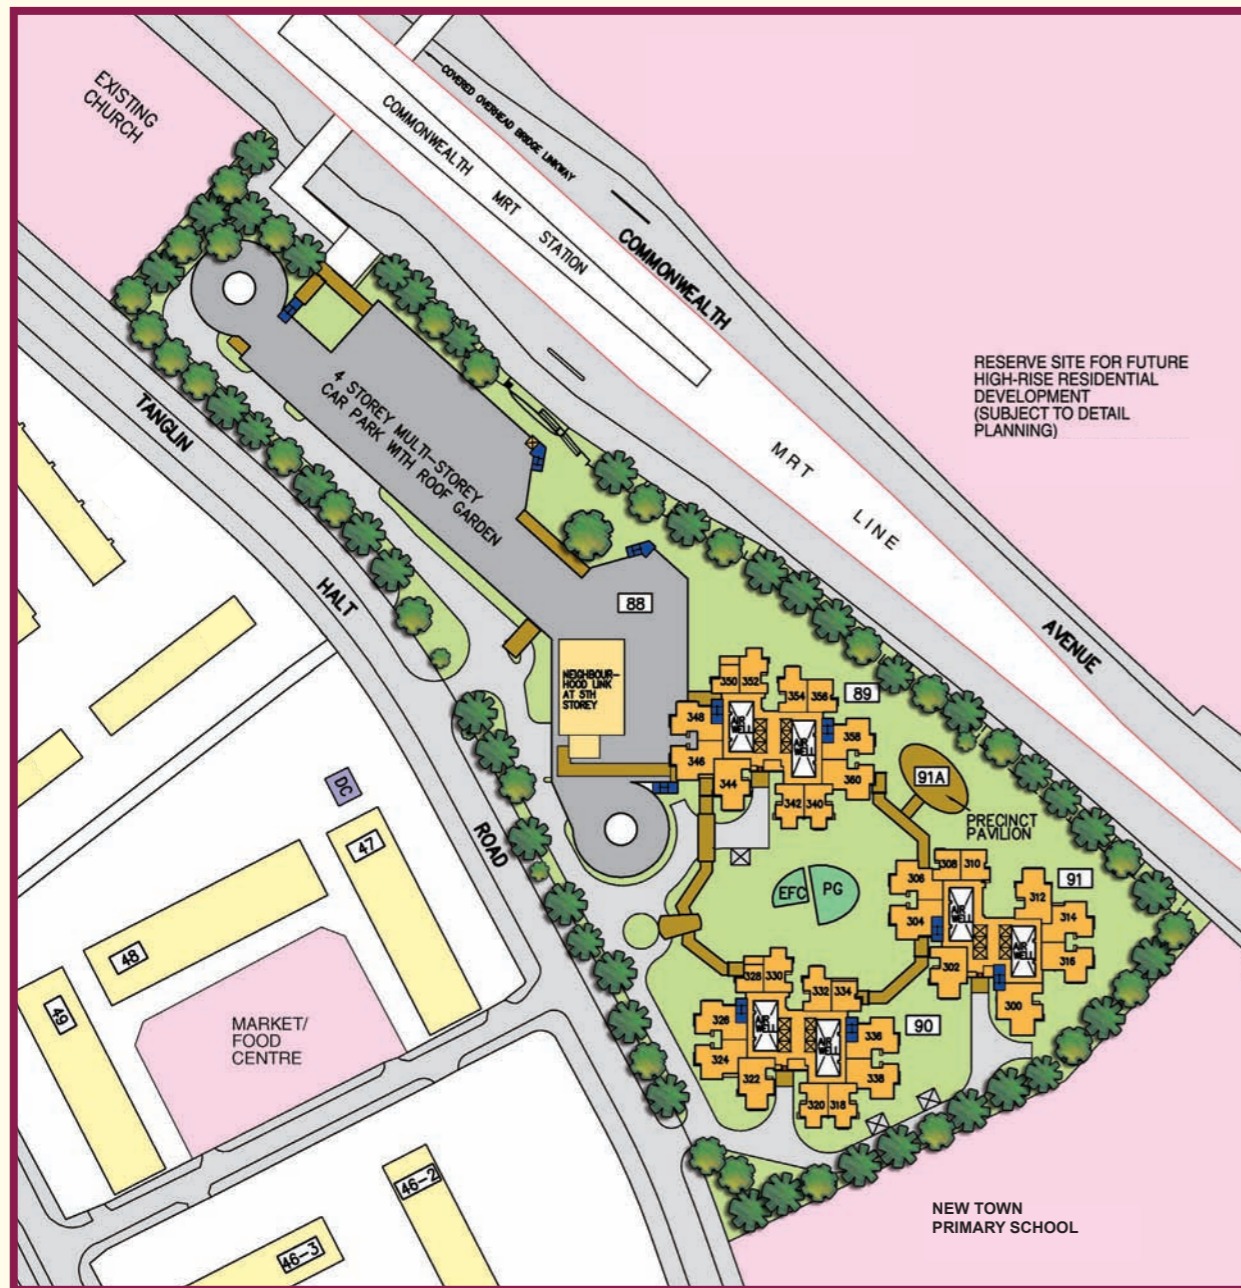 EXISTING
CHURCH
COVERED OVERHEAD BRIDGE LINKWAY
COMMONWEALTH MRT STATION
COMMONWEALTH
AVENUE
RESERVE SITE FOR FUTURE
HIGH-RISE RESIDENTIAL
DEVELOPMENT
(SUBJECT TO DETAIL
PLANNING)
MRT LINE
4 STOREY MULTI-STOREY
CAR PARK WITH ROOF GARDEN
TANGLIN
HALT
ROAD
88
NEIGHBOUR-
HOOD LINK
AT 5TH
STOREY
350
352
354
356
89
348
AIR
WELL
AIR
WELL
358
346
360
344
342
340
91A
PRECINCT
PAVILION
DC
47
48
49
MARKET/
FOOD
CENTRE
EFC
PG
308
310
306
91
312
304
AIR
WELL
314
AIR
WELL
316
302
300
328
330
332
334
326
AIR
WELL
AIR
WELL
336
90
324
338
322
320
318
46-2
46-3
NEW TOWN
PRIMARY SCHOOL